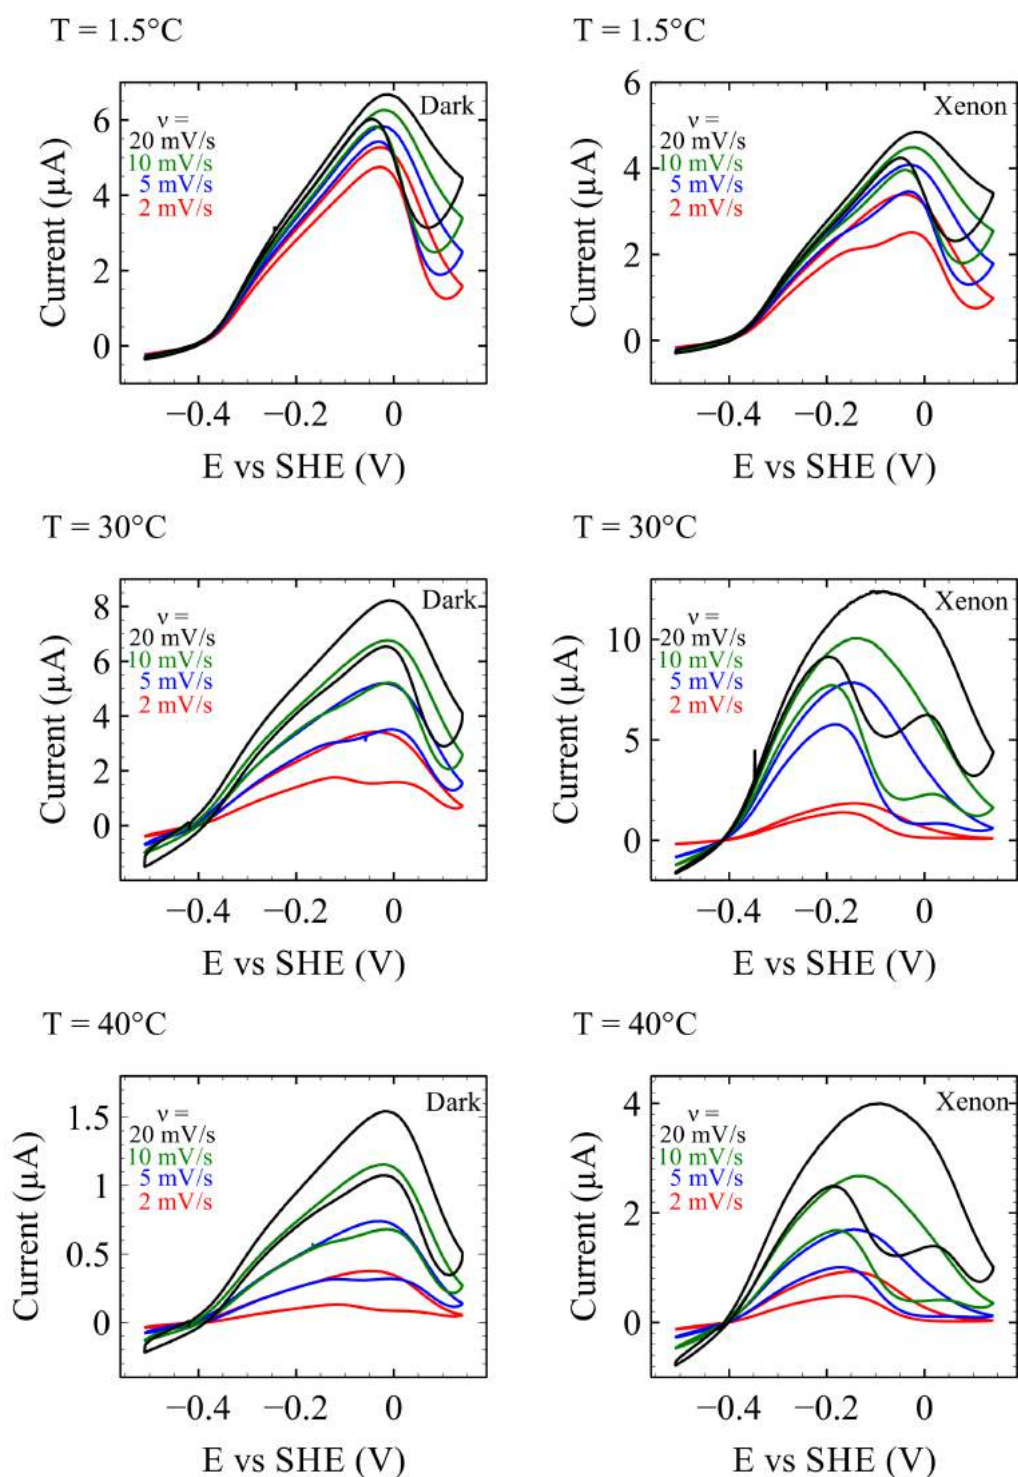 T = 1.5°C
Dark
ν =
20 mV/s
10 mV/s
5 mV/s
2 mV/s
6
4
2
0
Current (μA)
−0.4 −0.2 0
E vs SHE (V)
T = 1.5°C
Xenon
ν =
20 mV/s
10 mV/s
5 mV/s
2 mV/s
6
4
2
0
Current (μA)
−0.4 −0.2 0
E vs SHE (V)
T = 30°C
Dark
ν =
20 mV/s
10 mV/s
5 mV/s
2 mV/s
8
6
4
2
0
Current (μA)
−0.4 −0.2 0
E vs SHE (V)
T = 30°C
Xenon
ν =
20 mV/s
10 mV/s
5 mV/s
2 mV/s
10
5
0
Current (μA)
−0.4 −0.2 0
E vs SHE (V)
T = 40°C
Dark
ν =
20 mV/s
10 mV/s
5 mV/s
2 mV/s
1.5
1
0.5
0
Current (μA)
−0.4 −0.2 0
E vs SHE (V)
T = 40°C
Xenon
ν =
20 mV/s
10 mV/s
5 mV/s
2 mV/s
4
2
0
Current (μA)
−0.4 −0.2 0
E vs SHE (V)